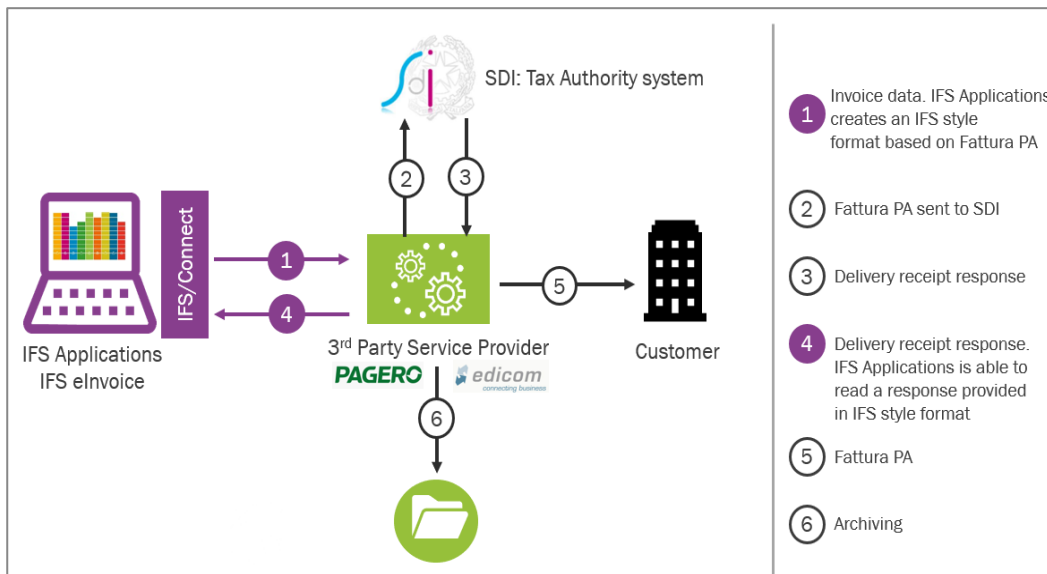 SDI: Tax Authority system
Sdi
2
3
IFS/Connect
1
4
5
IFS Applications
IFS eInvoice
3rd Party Service Provider
PAGERO
edicom
connecting business
Customer
6
1 Invoice data. IFS Applications
creates an IFS style
format based on Fattura PA
2 Fattura PA sent to SDI
3 Delivery receipt response
4 Delivery receipt response.
IFS Applications is able to
read a response provided
in IFS style format
5 Fattura PA
6 Archiving